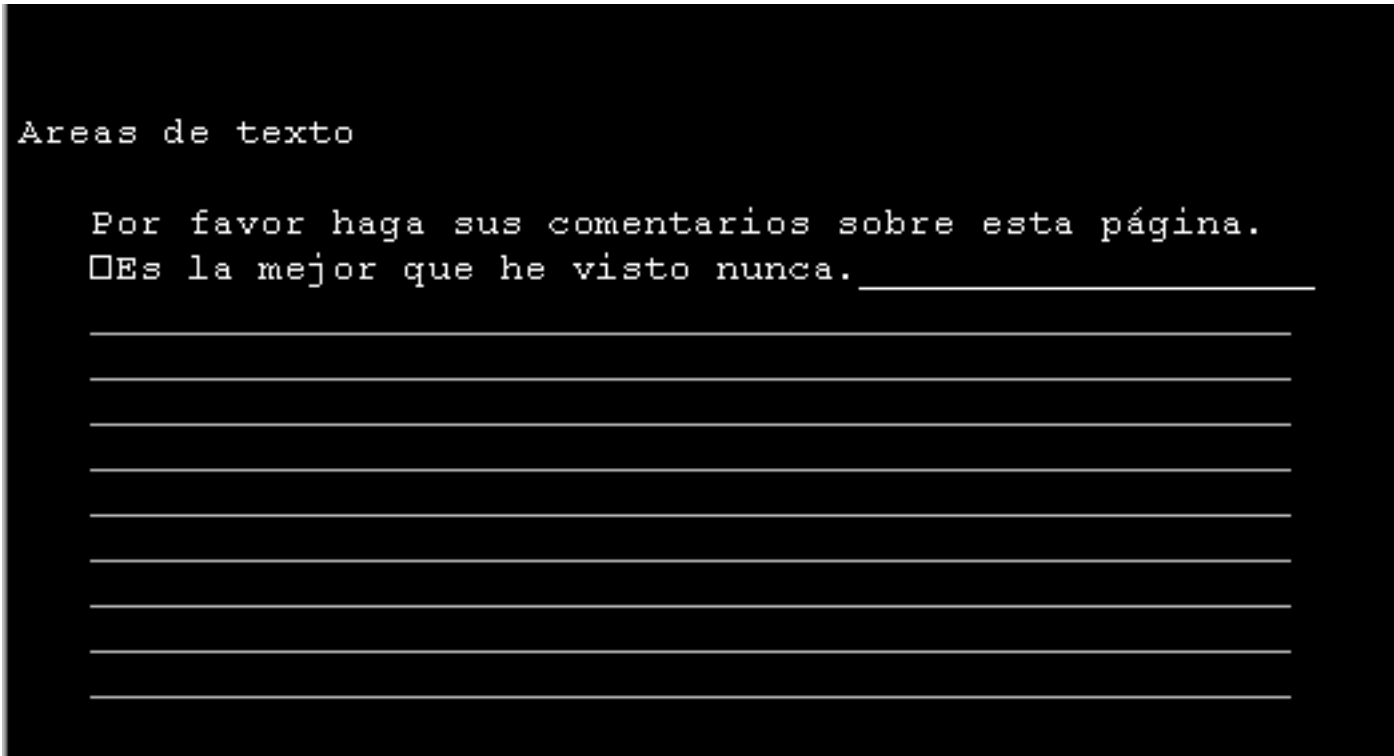 Areas de texto
Por favor haga sus comentarios sobre esta página.
□Es la mejor que he visto nunca.